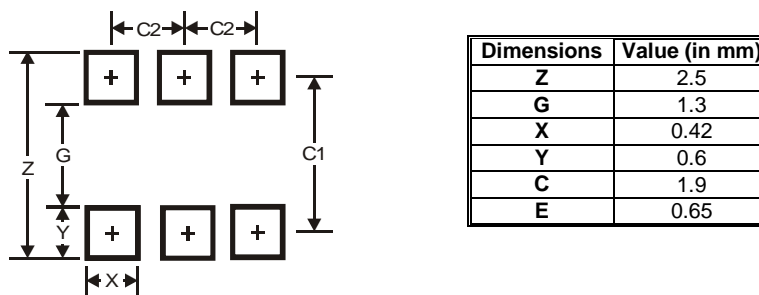 C2 C2
Z
G
C1
Y
X
Dimensions Value (in mm)
Z 2.5
G 1.3
X 0.42
Y 0.6
C 1.9
E 0.65